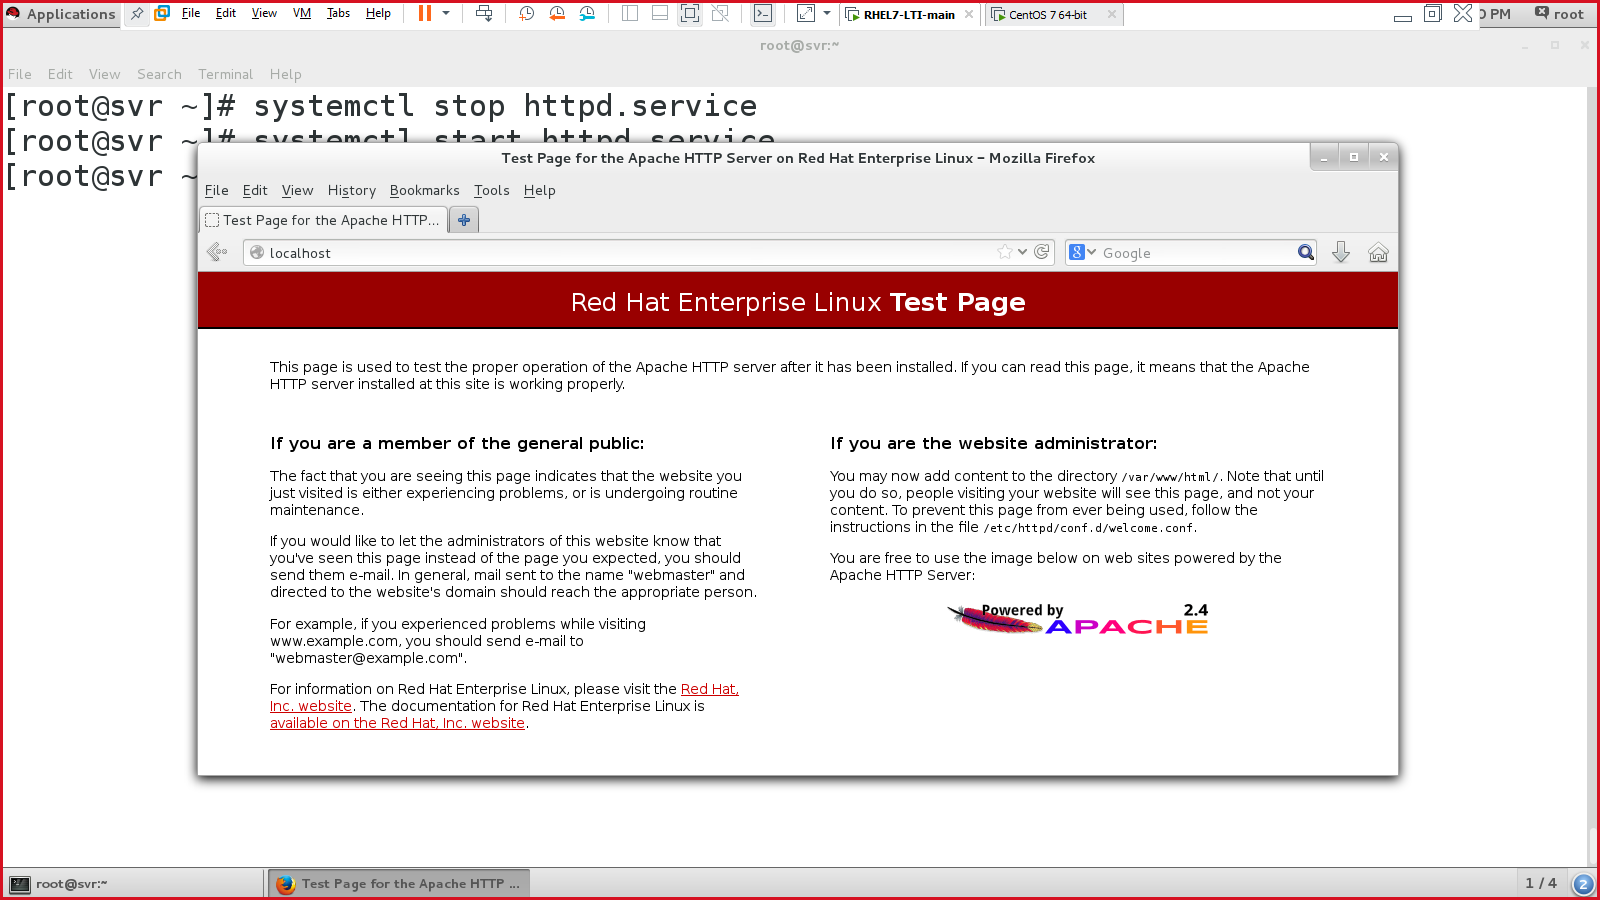 Applications File Edit View VM Tabs Help RHEL7-LTI-main CentOS 7 64-bit PM root
root@svr:~
File Edit View Search Terminal Help
[root@svr ~]# systemctl stop httpd.service
[root@svr ~]# systemctl start httpd.service
[root@svr ~
Test Page for the Apache HTTP Server on Red Hat Enterprise Linux - Mozilla Firefox
File Edit View History Bookmarks Tools Help
Test Page for the Apache HTTP...
localhost 8 Google
Red Hat Enterprise Linux Test Page
This page is used to test the proper operation of the Apache HTTP server after it has been installed. If you can read this page, it means that the Apache
HTTP server installed at this site is working properly.
If you are a member of the general public:
The fact that you are seeing this page indicates that the website you
just visited is either experiencing problems, or is undergoing routine
maintenance.
If you would like to let the administrators of this website know that
you've seen this page instead of the page you expected, you should
send them e-mail. In general, mail sent to the name "webmaster" and
directed to the website's domain should reach the appropriate person.
For example, if you experienced problems while visiting
www.example.com, you should send e-mail to
"webmaster@example.com".
For information on Red Hat Enterprise Linux, please visit the Red Hat,
Inc. website. The documentation for Red Hat Enterprise Linux is
available on the Red Hat, Inc. website.
If you are the website administrator:
You may now add content to the directory /var/www/html/. Note that until
you do so, people visiting your website will see this page, and not your
content. To prevent this page from ever being used, follow the
instructions in the file /etc/httpd/conf.d/welcome.conf.
You are free to use the image below on web sites powered by the
Apache HTTP Server:
Powered by 2.4
APACHE
root@svr:~ Test Page for the Apache HTTP ... 1 / 4 2